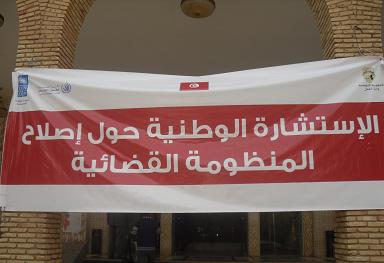 الإستشارة الوطنية حول إصلاح
المنظومة القضائية